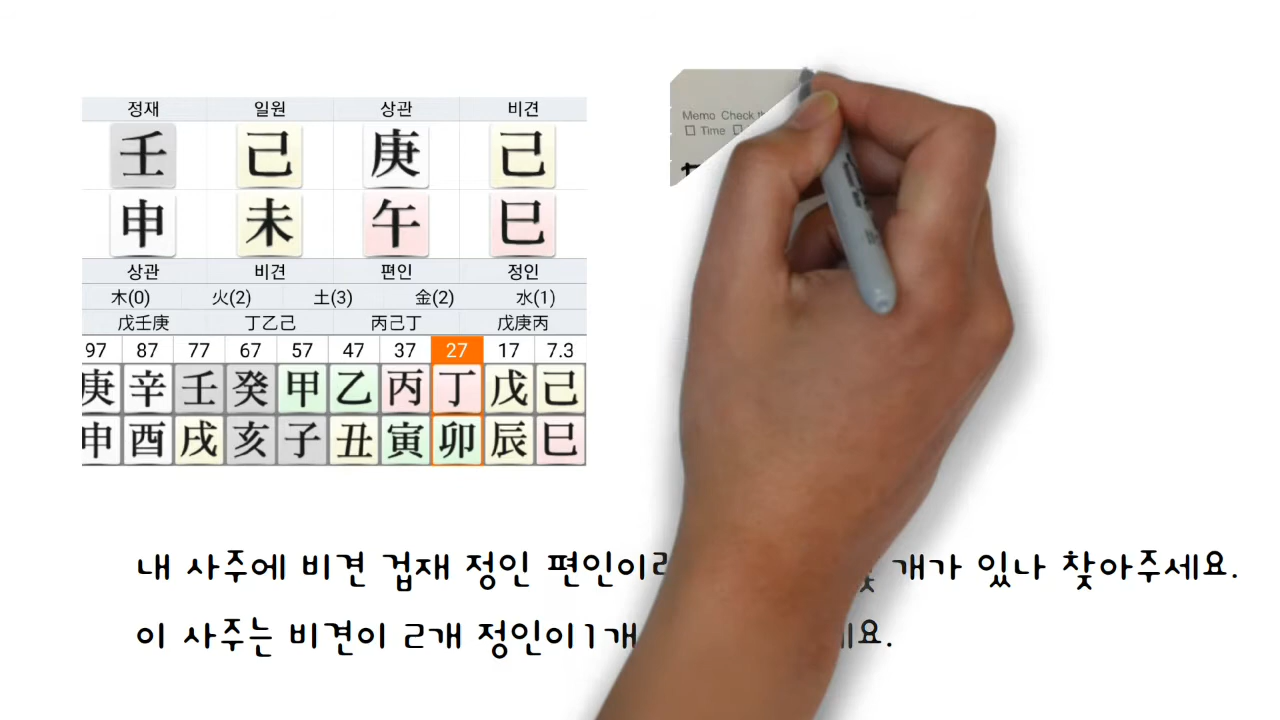 정재 일원 상관 비견
壬 己 庚 己
申 未 午 巳
상관 비견 편인 정인
木(0) 火(2) 土(3) 金(2) 水(1)
戊壬庚 丁乙己 丙己丁 戊庚丙
97 87 77 67 57 47 37 27 17 7.3
庚 辛 壬 癸 甲 乙 丙 丁 戊 己
申 酉 戌 亥 子 丑 寅 卯 辰 巳
Memo Check
Time
내 사주에 비견 겁재 정인 편인이 개가 있나 찾아주세요.
이 사주는 비견이 2개 정인이1개